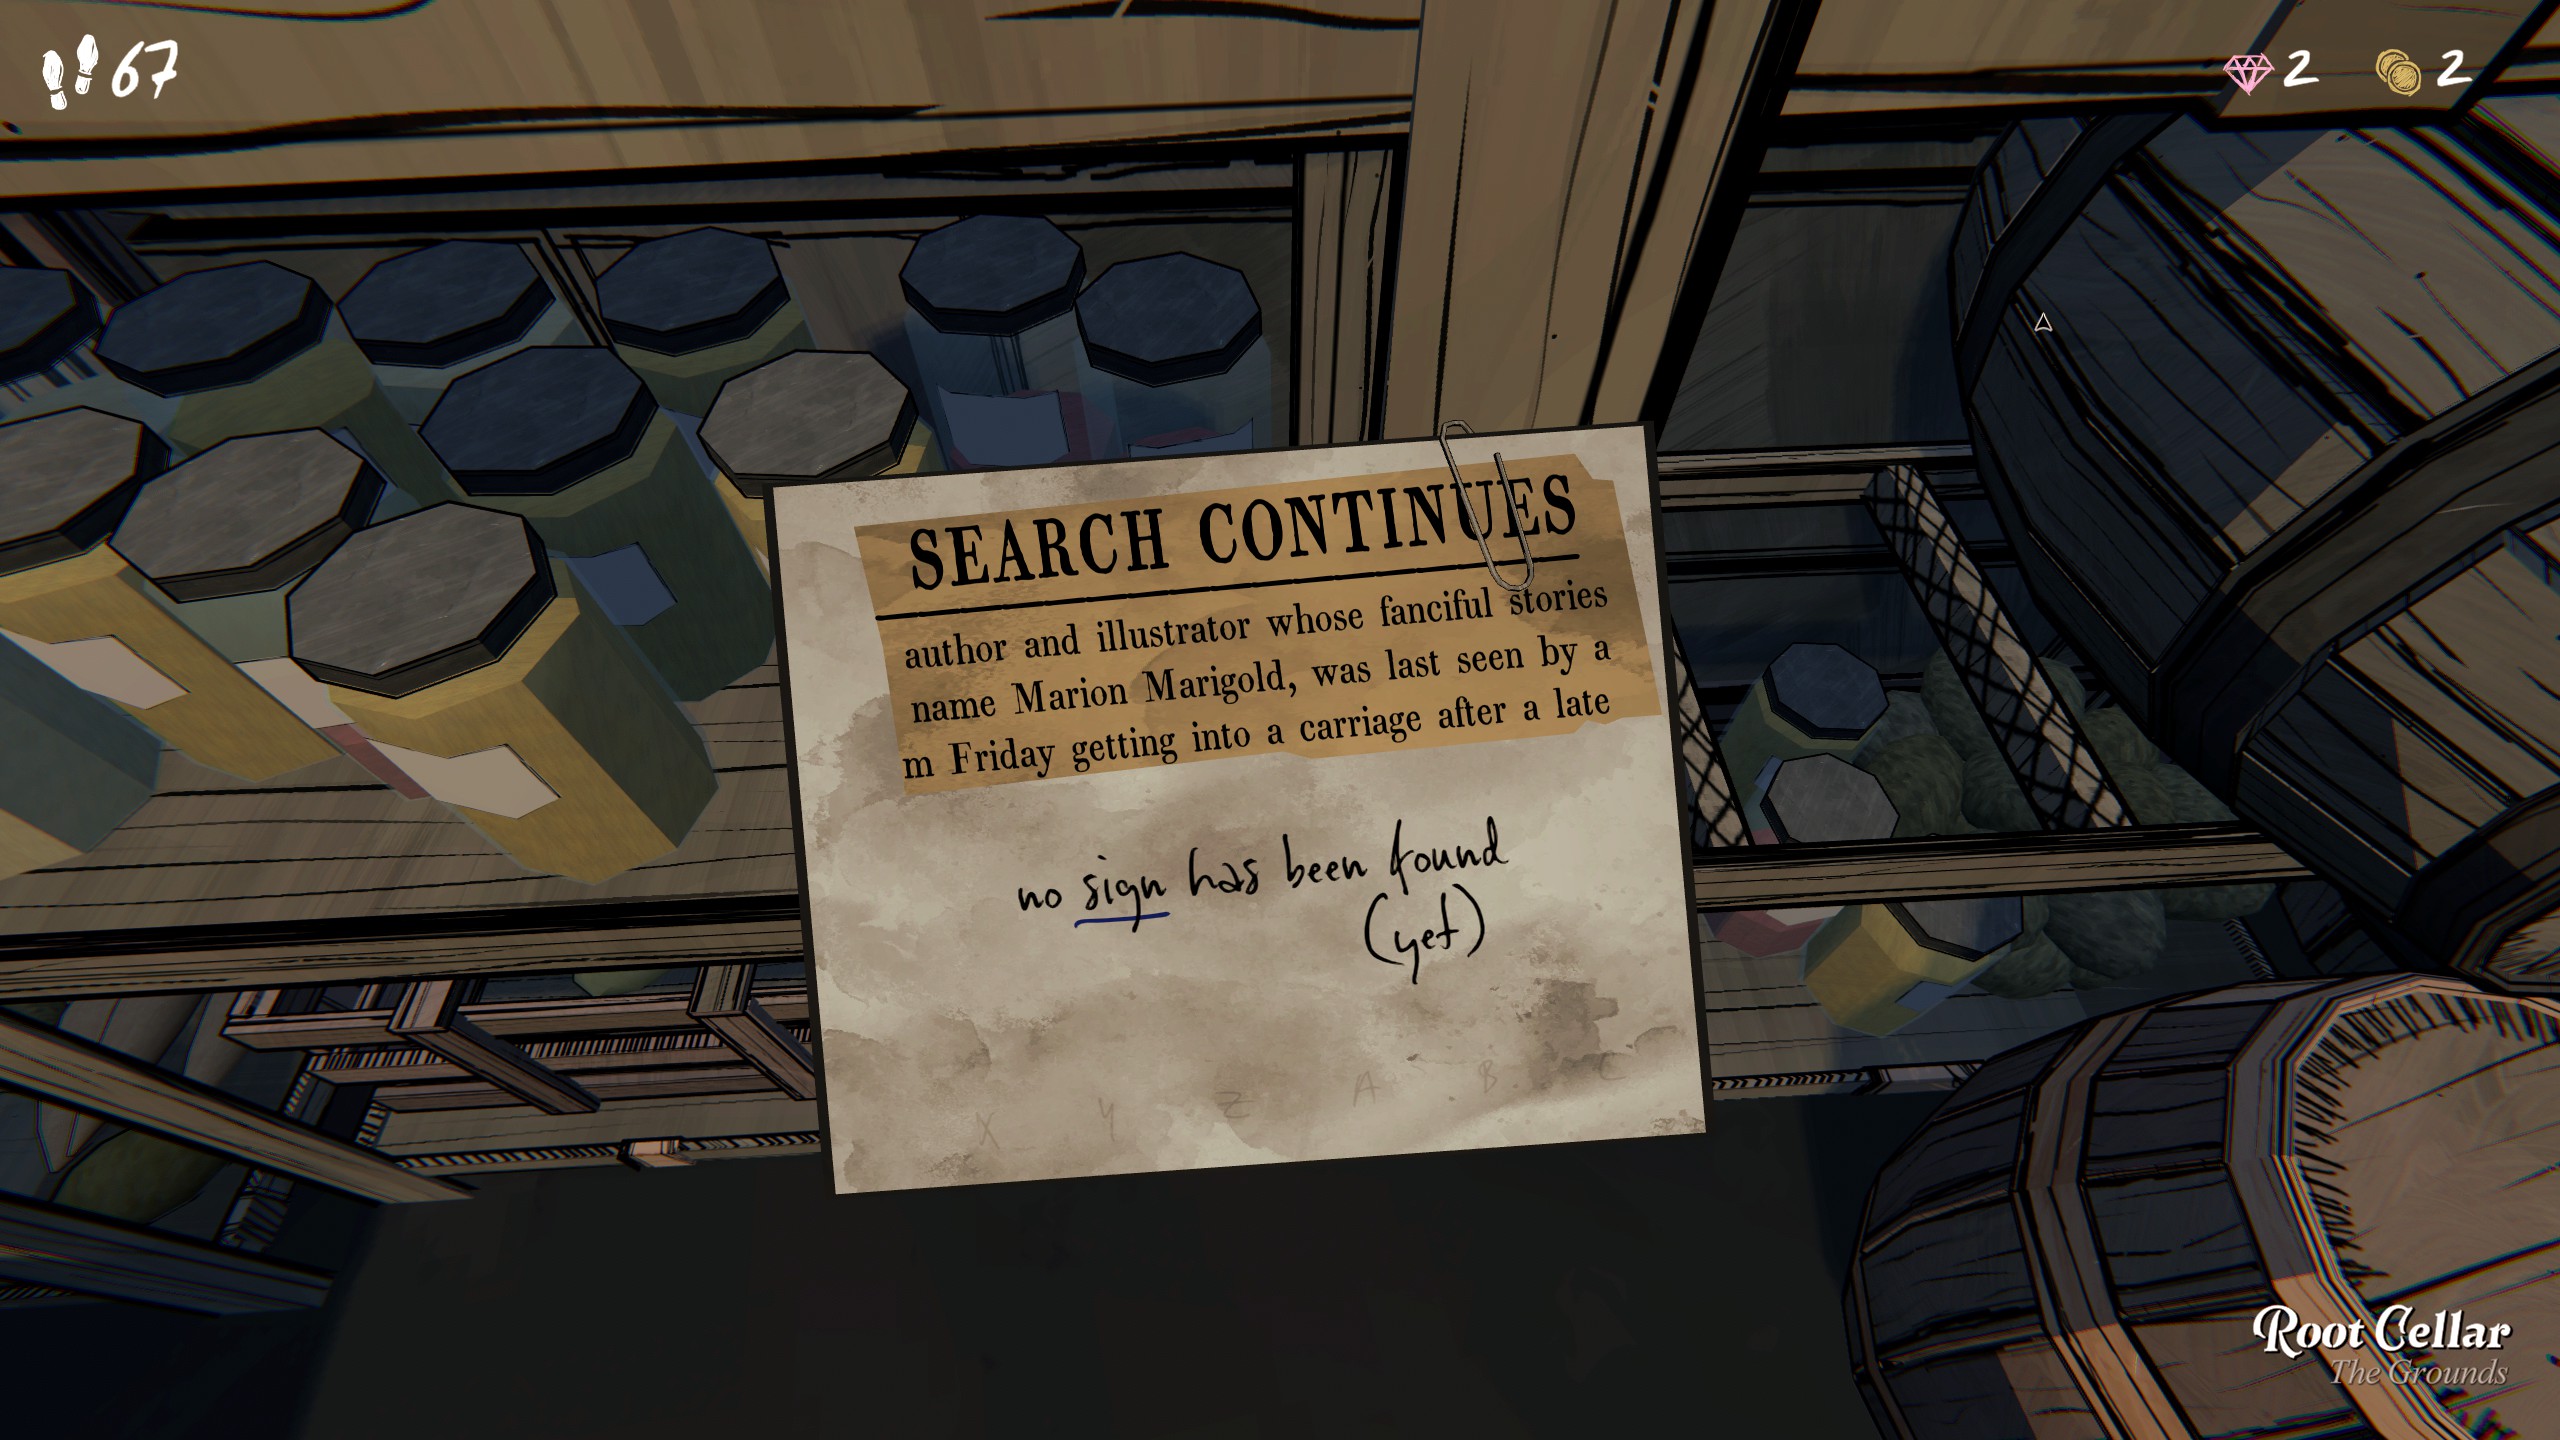 67
2 2
SEARCH CONTINUES
author and illustrator whose fanciful stories
name Marion Marigold, was last seen by a
m Friday getting into a carriage after a late
no sign has been found
(yet)
X Y Z A B C
Root Cellar
The Grounds